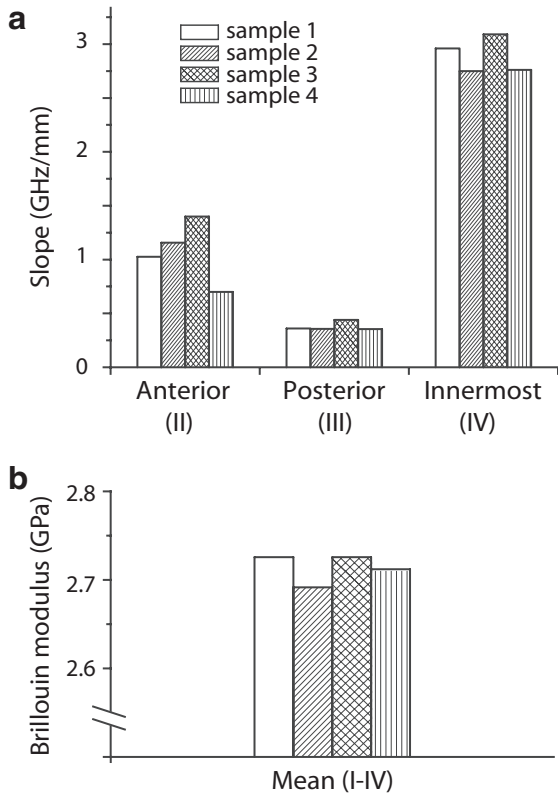 a
Slope (GHz/mm)
3
2
1
0
sample 1
sample 2
sample 3
sample 4
Anterior
(II)
Posterior
(III)
Innermost
(IV)
b
Brillouin modulus (GPa)
2.8
2.7
2.6
Mean (I-IV)